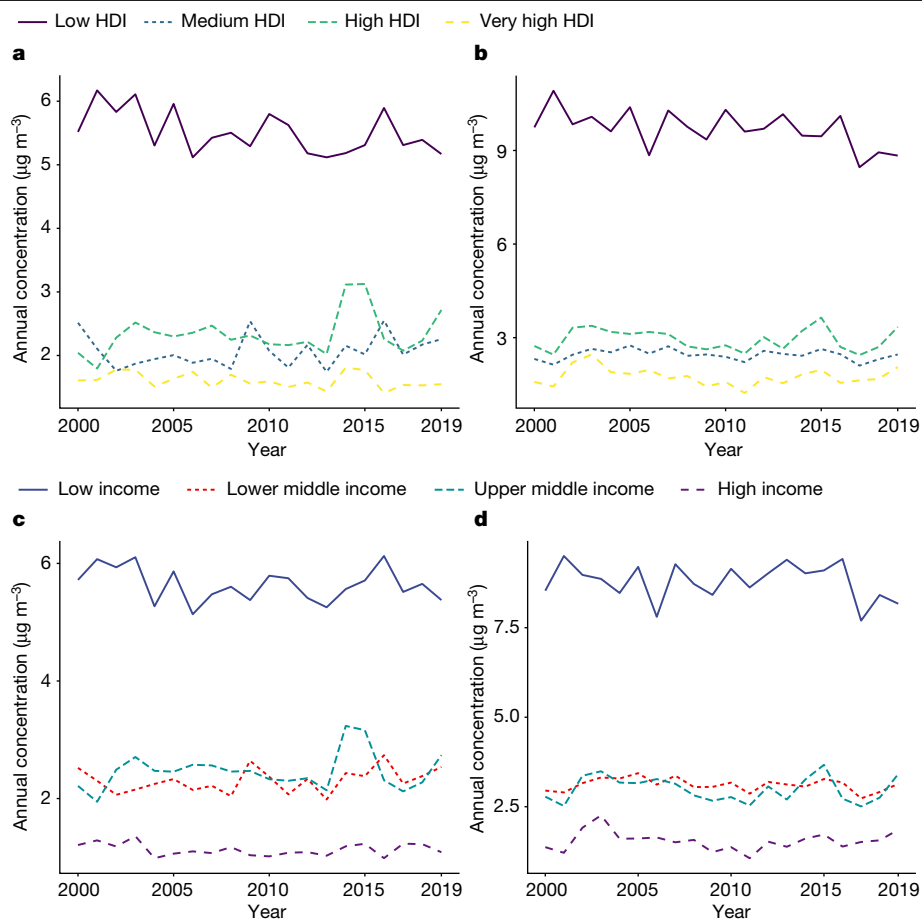 Low HDI Medium HDI High HDI Very high HDI
a
b
Annual concentration (µg m⁻³)
6
5
4
3
2
2000 2005 2010 2015 2019
Year
Annual concentration (µg m⁻³)
9
6
3
2000 2005 2010 2015 2019
Year
Low income Lower middle income Upper middle income High income
c
d
Annual concentration (µg m⁻³)
6
4
2
2000 2005 2010 2015 2019
Year
Annual concentration (µg m⁻³)
7.5
5.0
2.5
2000 2005 2010 2015 2019
Year